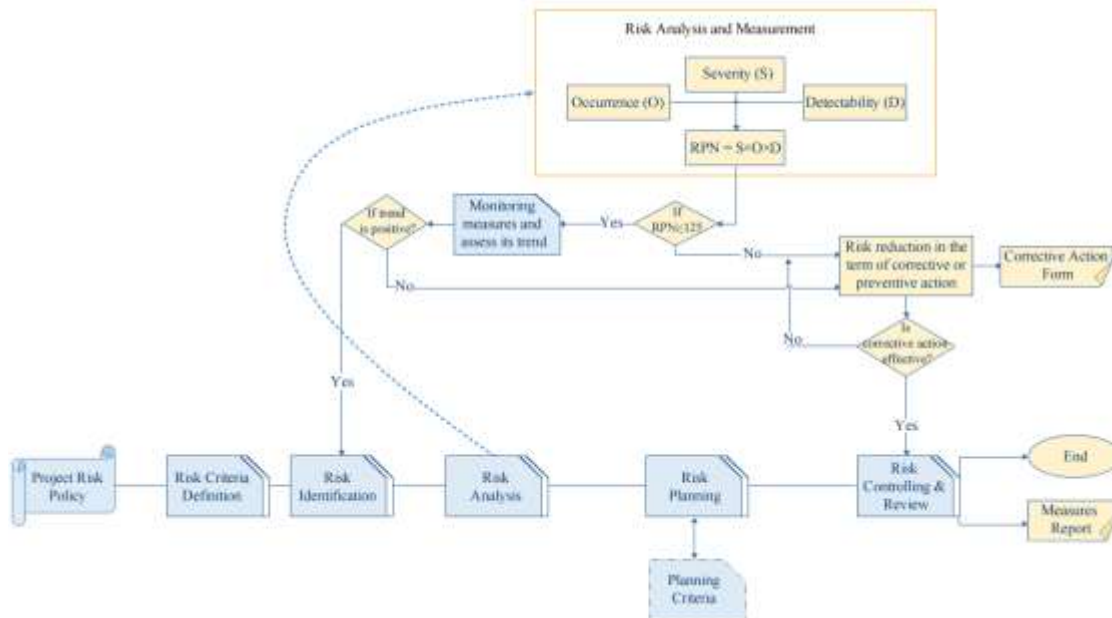 Risk Analysis and Measurement
Severity (S)
Occurrence (O)
Detectability (D)
RPN = S×O×D
If trend
is positive?
Monitoring
measures and
assess its trend
Yes
If
RPN≤125
No
Risk reduction in the
term of corrective or
preventive action
Corrective Action
Form
No
No
Is
corrective action
effective?
Yes
Yes
Project Risk
Policy
Risk Criteria
Definition
Risk
Identification
Risk
Analysis
Risk
Planning
Risk
Controlling &
Review
End
Measures
Report
Planning
Criteria